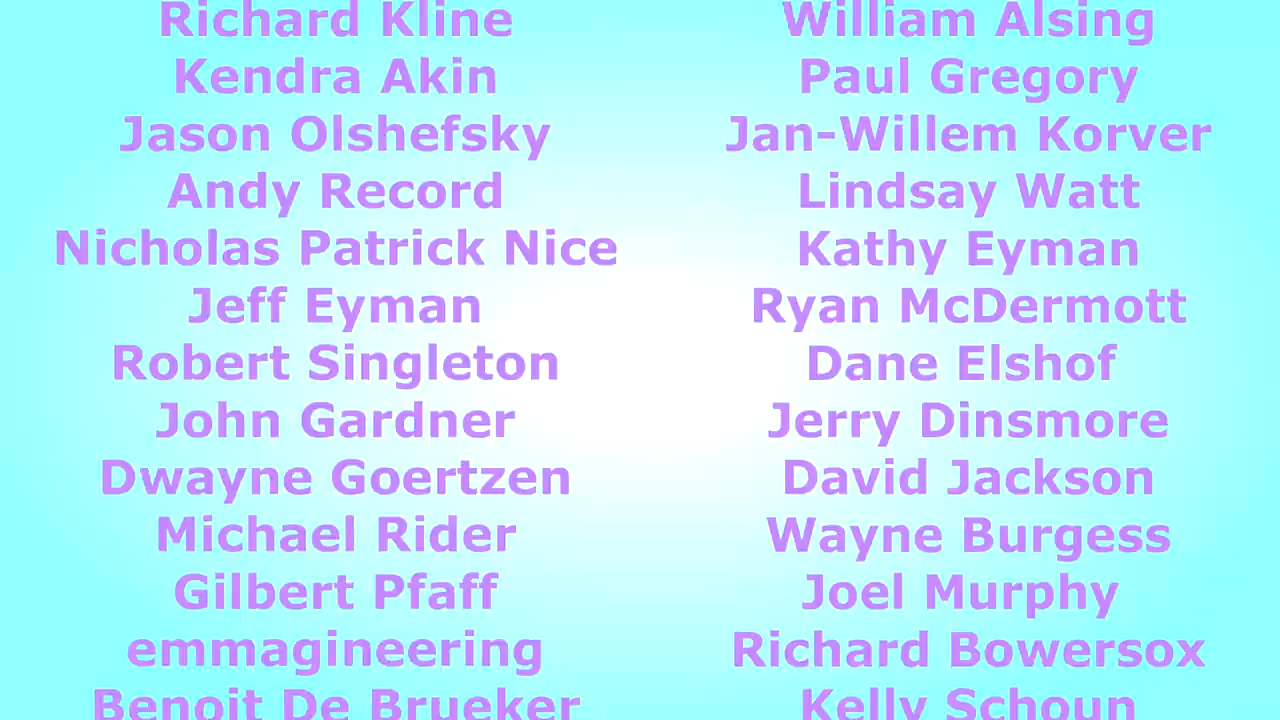 Richard Kline
Kendra Akin
Jason Olshefsky
Andy Record
Nicholas Patrick Nice
Jeff Eyman
Robert Singleton
John Gardner
Dwayne Goertzen
Michael Rider
Gilbert Pfaff
emmagineering
Benoit De Brueker
William Alsing
Paul Gregory
Jan-Willem Korver
Lindsay Watt
Kathy Eyman
Ryan McDermott
Dane Elshof
Jerry Dinsmore
David Jackson
Wayne Burgess
Joel Murphy
Richard Bowersox
Kelly Schoun